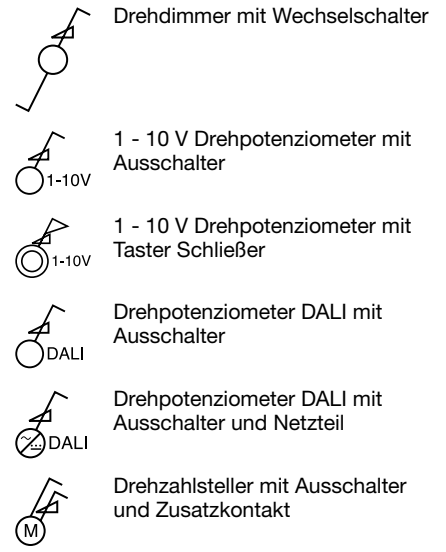 Drehdimmer mit Wechselschalter
1 - 10 V Drehpotenziometer mit
Ausschalter
1-10V
1 - 10 V Drehpotenziometer mit
Taster Schließer
1-10V
Drehpotenziometer DALI mit
Ausschalter
DALI
Drehpotenziometer DALI mit
Ausschalter und Netzteil
DALI
Drehzahlsteller mit Ausschalter
und Zusatzkontakt
M